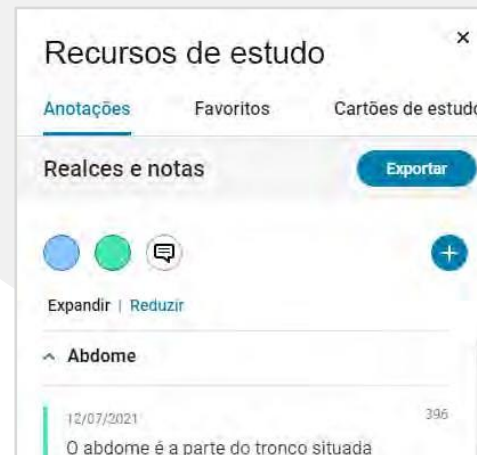 Recursos de estudo
×
Anotações Favoritos Cartões de estudo
Realces e notas Exportar
+
Expandir | Reduzir
Abdome
12/07/2021 396
O abdome é a parte do tronco situada